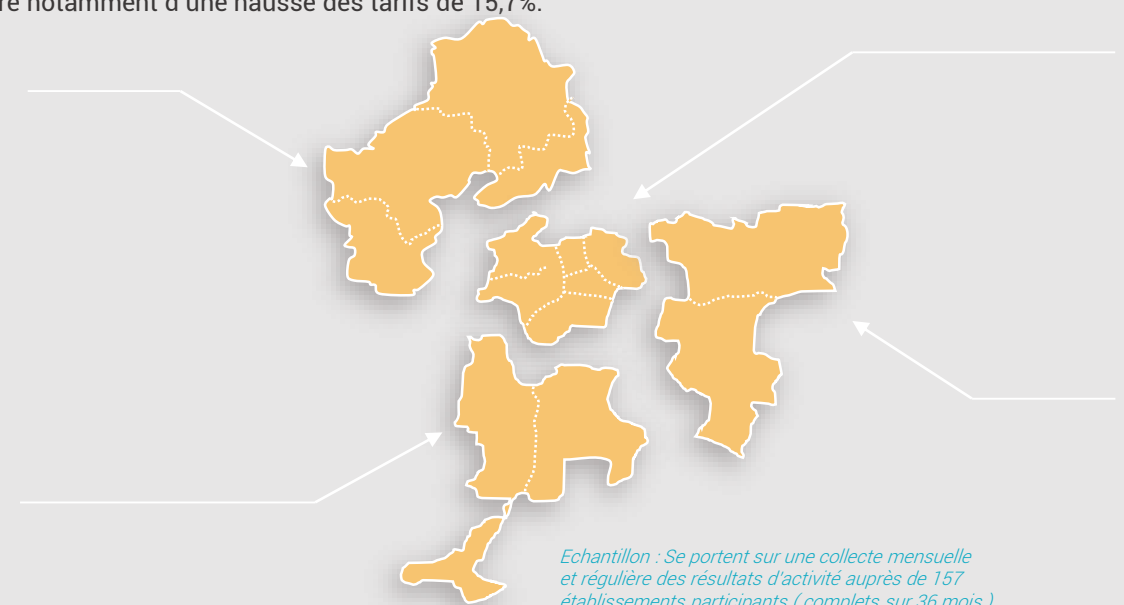 re notamment d'une hausse des tarifs de 15,7%.
Echantillon : Se portent sur une collecte mensuelle
et régulière des résultats d'activité auprès de 157
établissements participants ( complets sur 36 mois )